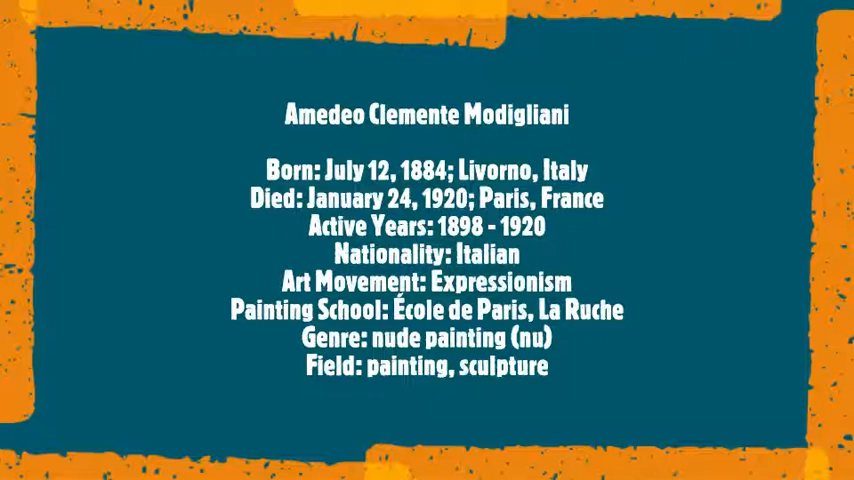 Amedeo Clemente Modigliani
Born: July 12, 1884; Livorno, Italy
Died: January 24, 1920; Paris, France
Active Years: 1898 - 1920
Nationality: Italian
Art Movement: Expressionism
Painting School: École de Paris, La Ruche
Genre: nude painting (nu)
Field: painting, sculpture